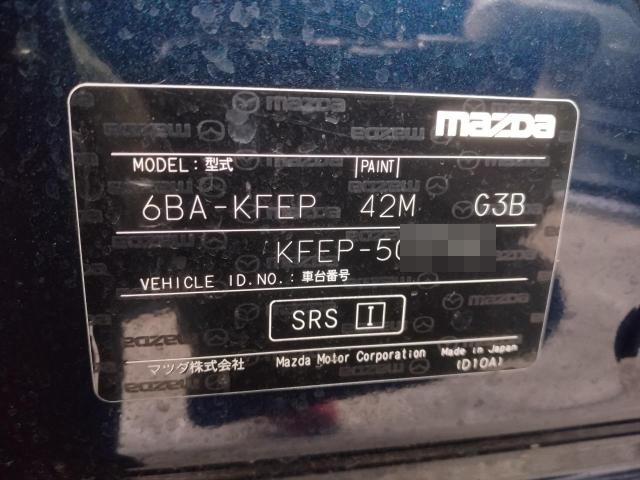 mazda
MODEL: 型式 PAINT
6BA-KFEP 42M G3B
KFEP-50
VEHICLE ID.NO.: 車台番号
SRS I
マツダ株式会社 Mazda Motor Corporation Made in Japan
(D10A)